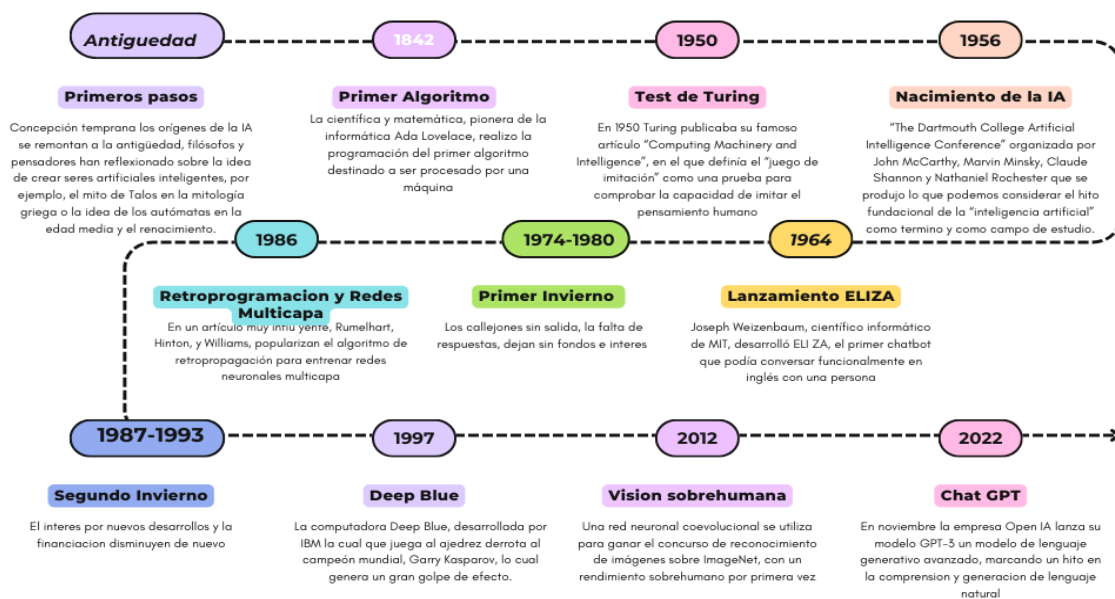 Antiguedad
1842
1950
1956
Primeros pasos
Concepción temprana los orígenes de la IA
se remontan a la antigüedad, filósofos y
pensadores han reflexionado sobre la idea
de crear seres artificiales inteligentes, por
ejemplo, el mito de Talos en la mitología
griega o la idea de los autómatas en la
edad media y el renacimiento.
Primer Algoritmo
La científica y matemática, pionera de la
informática Ada Lovelace, realizo la
programación del primer algoritmo
destinado a ser procesado por una
máquina
Test de Turing
En 1950 Turing publicaba su famoso
artículo “Computing Machinery and
Intelligence”, en el que definía el “juego de
imitación” como una prueba para
comprobar la capacidad de imitar el
pensamiento humano
Nacimiento de la IA
“The Dartmouth College Artificial
Intelligence Conference” organizada por
John McCarthy, Marvin Minsky, Claude
Shannon y Nathaniel Rochester que se
produjo lo que podemos considerar el hito
fundacional de la “inteligencia artificial”
como termino y como campo de estudio.
1986
1974-1980
1964
Retroprogramacion y Redes
Multicapa
En un artículo muy influ yente, Rumelhart,
Hinton, y Williams, popularizan el algoritmo de
retropropagación para entrenar redes
neuronales multicapa
Primer Invierno
Los callejones sin salida, la falta de
respuestas, dejan sin fondos e interes
Lanzamiento ELIZA
Joseph Weizenbaum, científico informático
de MIT, desarrolló ELI ZA, el primer chatbot
que podía conversar funcionalmente en
inglés con una persona
1987-1993
1997
2012
2022
Segundo Invierno
El interes por nuevos desarrollos y la
financiacion disminuyen de nuevo
Deep Blue
La computadora Deep Blue, desarrollada por
IBM la cual que juega al ajedrez derrota al
campeón mundial, Garry Kasparov, lo cual
genera un gran golpe de efecto.
Vision sobrehumana
Una red neuronal coevolucional se utiliza
para ganar el concurso de reconocimiento
de imágenes sobre ImageNet, con un
rendimiento sobrehumano por primera vez
Chat GPT
En noviembre la empresa Open IA lanza su
modelo GPT-3 un modelo de lenguaje
generativo avanzado, marcando un hito en
la comprension y generacion de lenguaje
natural